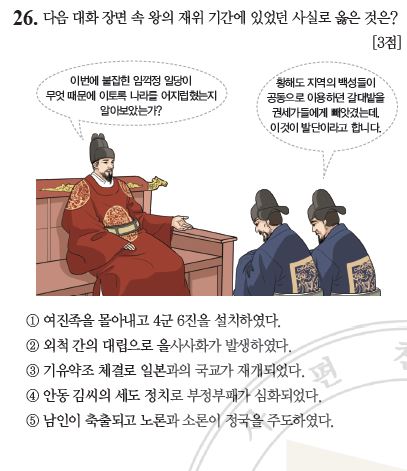 26. 다음 대화 장면 속 왕의 재위 기간에 있었던 사실로 옳은 것은?
[3점]
이번에 붙잡힌 임꺽정 일당이
무엇 때문에 이토록 나라를 어지럽혔는지
알아보았는가?
황해도 지역의 백성들이
공동으로 이용하던 갈대밭을
권세가들에게 빼앗겼는데,
이것이 발단이라고 합니다.
① 여진족을 몰아내고 4군 6진을 설치하였다.
② 외척 간의 대립으로 을사사화가 발생하였다.
③ 기유약조 체결로 일본과의 국교가 재개되었다.
④ 안동 김씨의 세도 정치로 부정부패가 심화되었다.
⑤ 남인이 축출되고 노론과 소론이 정국을 주도하였다.
사 편 찬